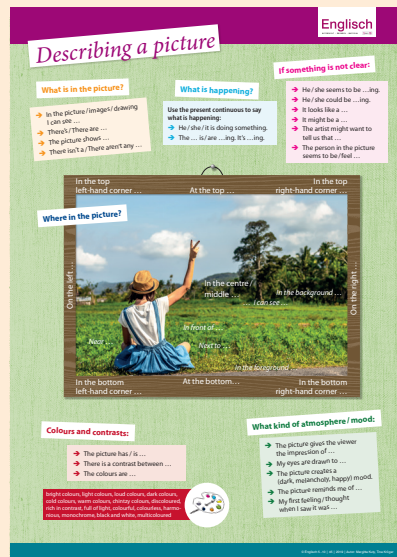 Englisch
Describing a picture
What is in the picture?
➔ In the picture / images / drawing
I can see …
➔ There's / There are …
➔ The picture shows …
➔ There isn't a / There aren't any …
What is happening?
Use the present continuous to say
what is happening:
➔ He / she / it is doing something.
➔ The … is / are …ing. It's …ing.
If something is not clear:
➔ He / she seems to be …ing.
➔ He / she could be …ing.
➔ It looks like a …
➔ It might be a …
➔ The artist might want to
tell us that …
➔ The person in the picture
seems to be / feel …
Where in the picture?
In the top
left-hand corner …
At the top …
In the top
right-hand corner …
On the left …
In the centre /
middle …
In the background …
… I can see …
On the right …
In front of …
Near …
Next to …
In the foreground …
In the bottom
left-hand corner …
At the bottom…
In the bottom
right-hand corner …
Colours and contrasts:
➔ The picture has / is …
➔ There is a contrast between …
➔ The colours are …
bright colours, light colours, loud colours, dark colours,
cold colours, warm colours, chintzy colours, discoloured,
rich in contrast, full of light, colourful, colourless, harmo-
nious, monochrome, black and white, multicoloured
What kind of atmosphere / mood:
➔ The picture gives the viewer
the impression of …
➔ My eyes are drawn to …
➔ The picture creates a
(dark, melancholy, happy) mood.
➔ The picture reminds me of …
➔ My first feeling / thought
when I saw it was …